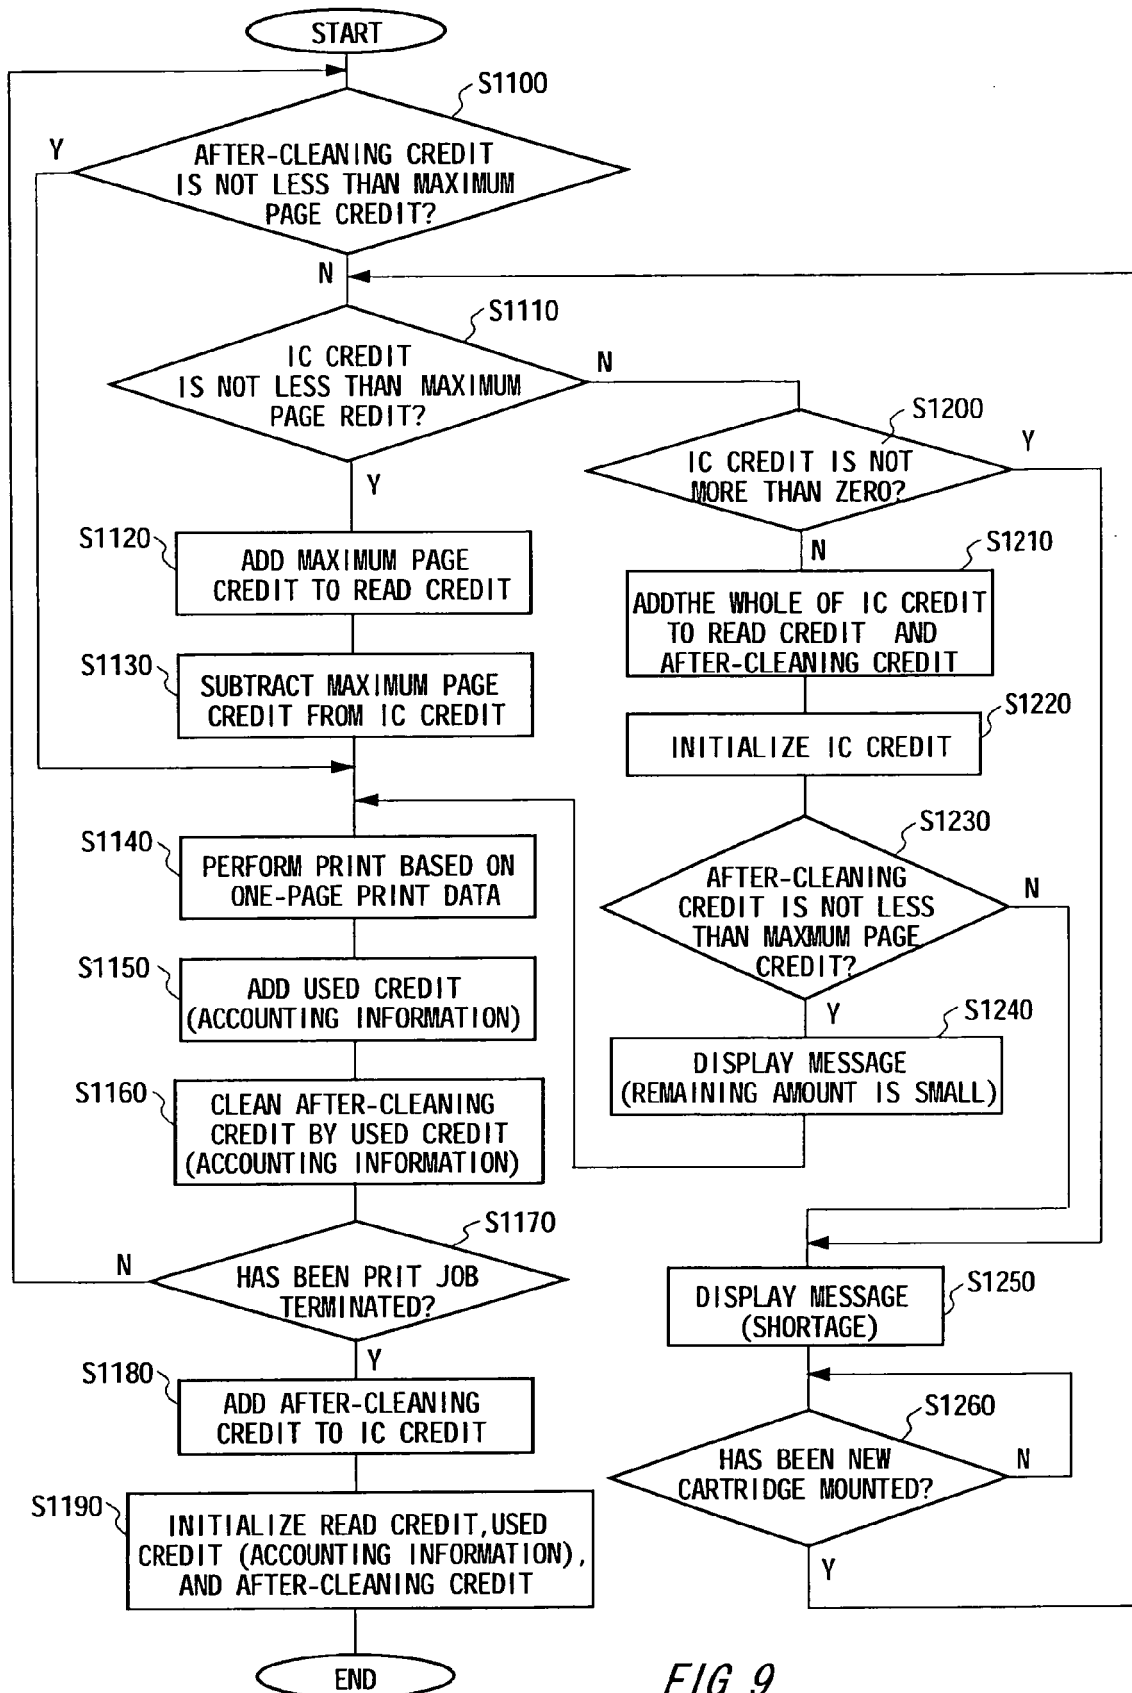 START
S1100
Y
AFTER-CLEANING CREDIT
IS NOT LESS THAN MAXIMUM
PAGE CREDIT?
N
S1110
IC CREDIT
IS NOT LESS THAN MAXIMUM
PAGE REDIT?
N
Y
S1200
IC CREDIT IS NOT
MORE THAN ZERO?
Y
N
S1120
ADD MAXIMUM PAGE
CREDIT TO READ CREDIT
S1210
ADDTHE WHOLE OF IC CREDIT
TO READ CREDIT AND
AFTER-CLEANING CREDIT
S1130
SUBTRACT MAXIMUM PAGE
CREDIT FROM IC CREDIT
S1220
INITIALIZE IC CREDIT
S1140
PERFORM PRINT BASED ON
ONE-PAGE PRINT DATA
S1230
AFTER-CLEANING
CREDIT IS NOT LESS
THAN MAXMUM PAGE
CREDIT?
N
Y
S1150
ADD USED CREDIT
(ACCOUNTING INFORMATION)
S1240
DISPLAY MESSAGE
(REMAINING AMOUNT IS SMALL)
S1160
CLEAN AFTER-CLEANING
CREDIT BY USED CREDIT
(ACCOUNTING INFORMATION)
S1170
N
HAS BEEN PRIT JOB
TERMINATED?
Y
S1250
DISPLAY MESSAGE
(SHORTAGE)
S1180
ADD AFTER-CLEANING
CREDIT TO IC CREDIT
S1260
HAS BEEN NEW
CARTRIDGE MOUNTED?
N
Y
S1190
INITIALIZE READ CREDIT, USED
CREDIT (ACCOUNTING INFORMATION),
AND AFTER-CLEANING CREDIT
END
FIG 9